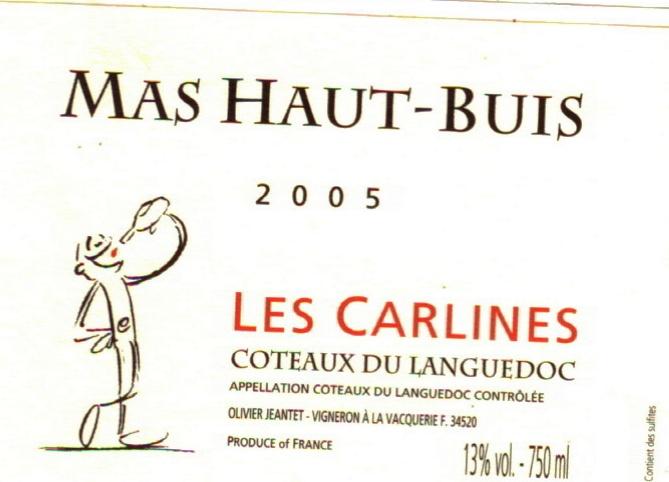 MAS HAUT-BUIS
2005
LES CARLINES
COTEAUX DU LANGUEDOC
APPELLATION COTEAUX DU LANGUEDOC CONTRÔLÉE
OLIVIER JEANTET - VIGNERON À LA VACQUERIE F. 34520
PRODUCE of FRANCE
13% vol. - 750 ml
Contient des sulfites